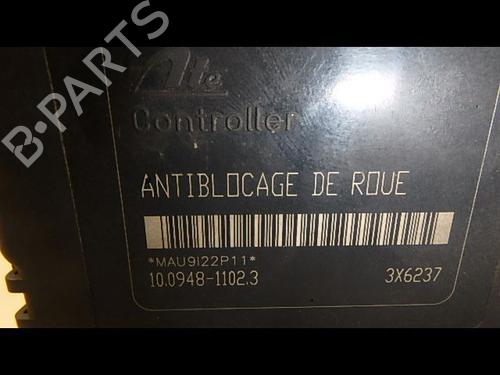 B-PARTS
Ate
Controller
ANTIBLOCAGE DE ROUE
*MAU9I22P11*
10.0948-1102.3 3X6237